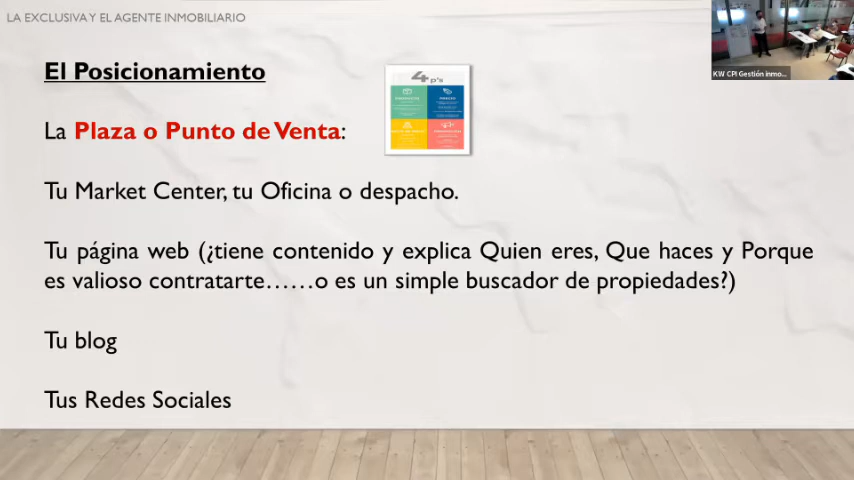 LA EXCLUSIVA Y EL AGENTE INMOBILIARIO
El Posicionamiento
4 p's
La Plaza o Punto de Venta:
Tu Market Center, tu Oficina o despacho.
Tu página web (¿tiene contenido y explica Quien eres, Que haces y Porque
es valioso contratarte……o es un simple buscador de propiedades?)
Tu blog
Tus Redes Sociales
KW CPI Gestión inmo...